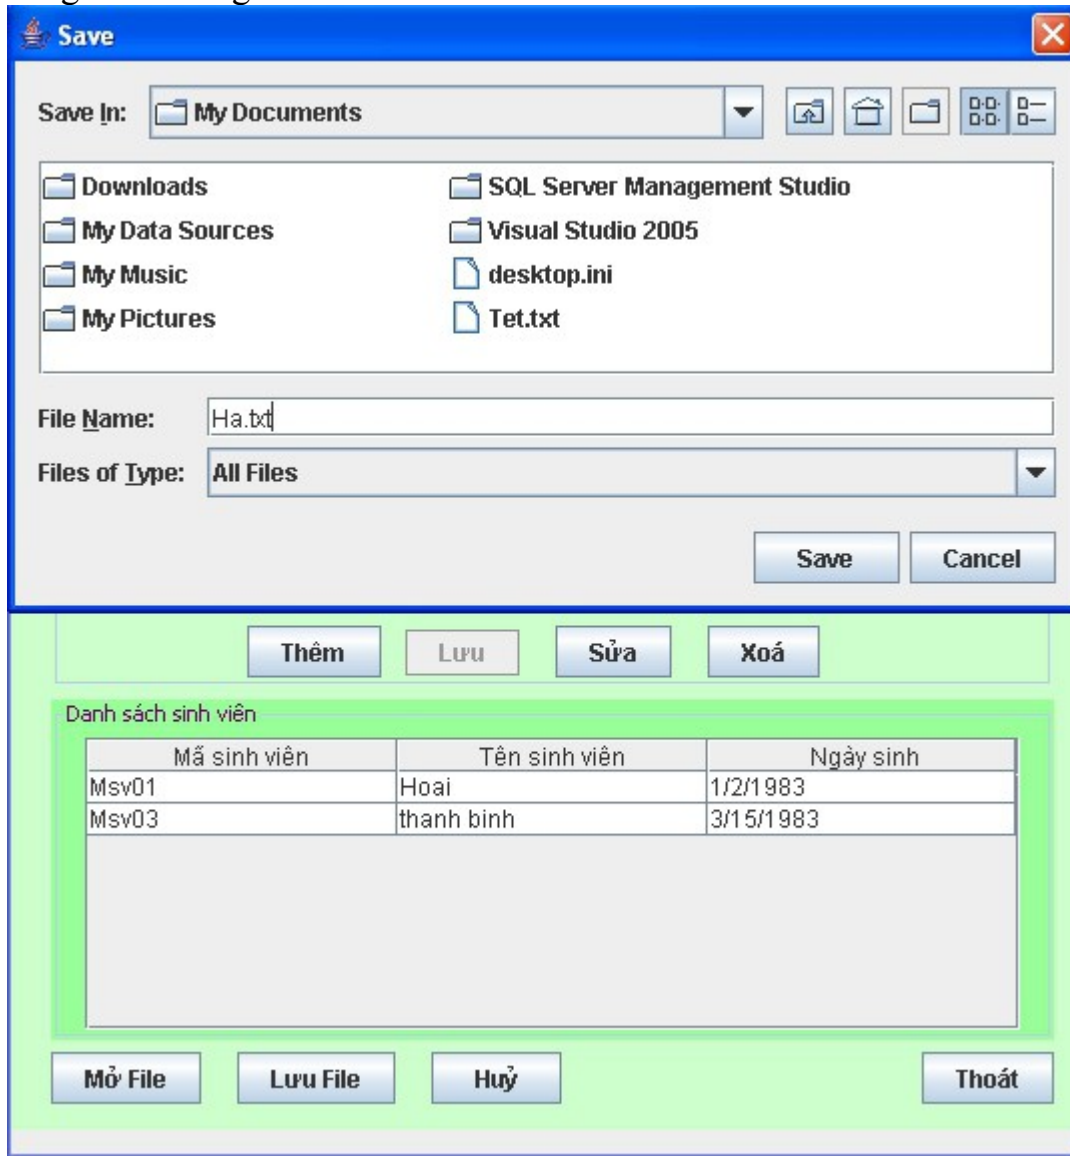 Save
Save In: My Documents
Downloads SQL Server Management Studio
My Data Sources Visual Studio 2005
My Music desktop.ini
My Pictures Tet.txt
File Name: Ha.txt
Files of Type: All Files
Save Cancel
Thêm Lưu Sửa Xoá
Danh sách sinh viên
Mã sinh viên Tên sinh viên Ngày sinh
Msv01 Hoai 1/2/1983
Msv03 thanh binh 3/15/1983
Mở File Lưu File Huỷ Thoát